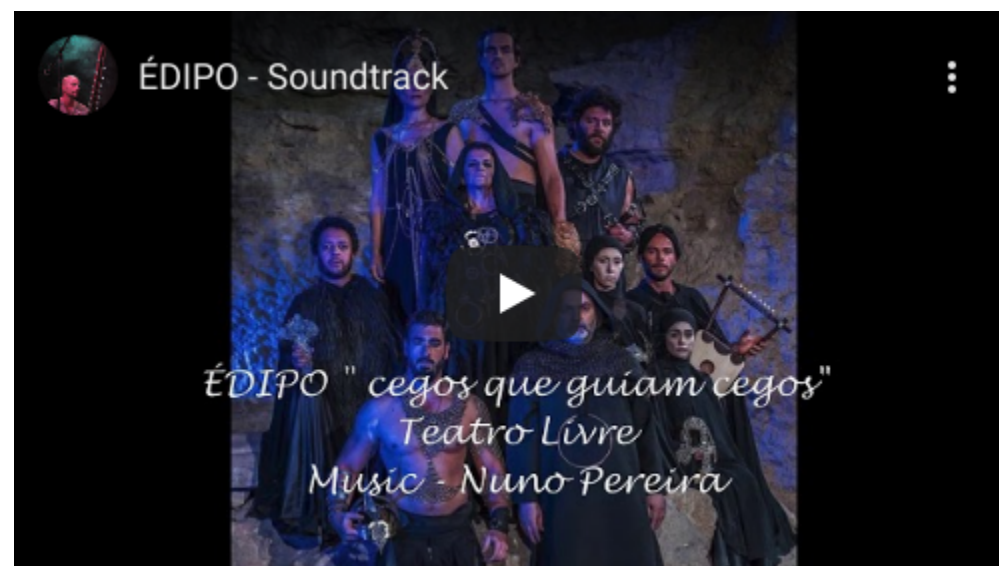 ÉDIPO - Soundtrack
ÉDIPO " cegos que guiam cegos"
Teatro Livre
Music - Nuno Pereira